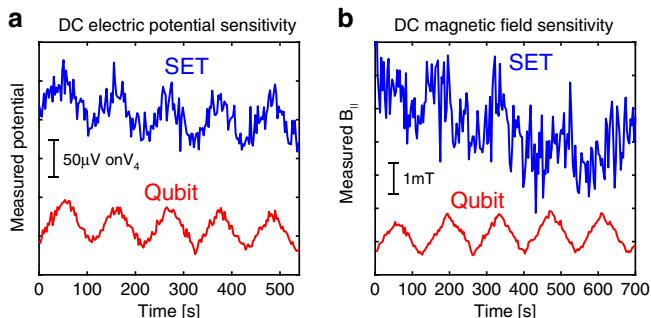 a DC electric potential sensitivity
SET
Measured potential
50μV onV4
Qubit
0 100 200 300 400 500
Time [s]
b DC magnetic field sensitivity
SET
Measured B||
1mT
Qubit
0 100 200 300 400 500 600 700
Time [s]